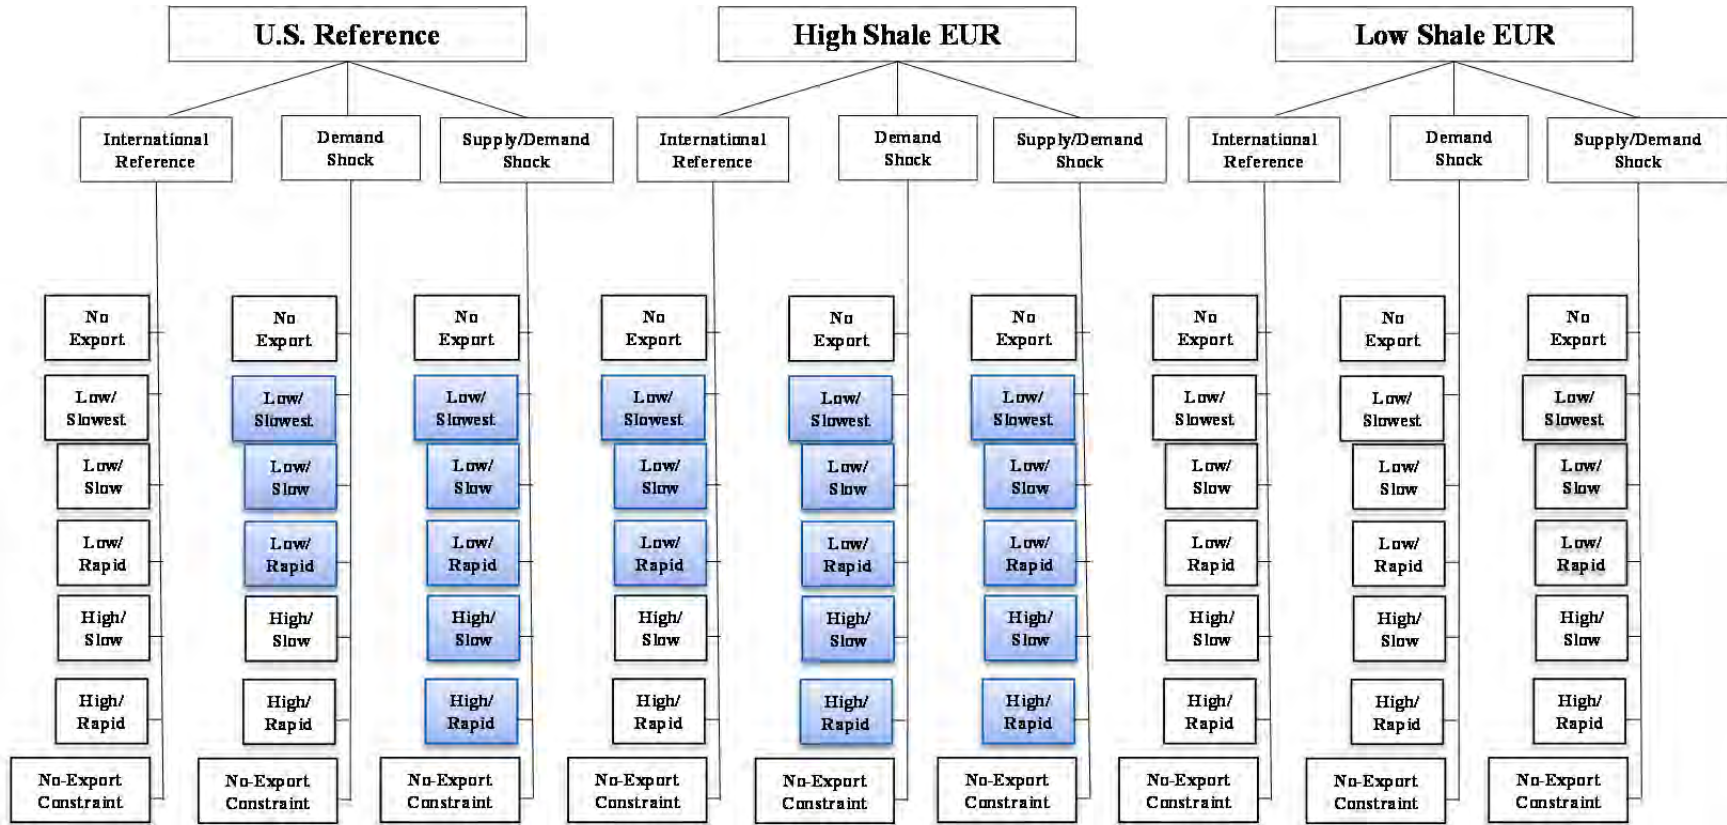 U.S. Reference
High Shale EUR
Low Shale EUR
International
Reference
Demand
Shock
Supply/Demand
Shock
International
Reference
Demand
Shock
Supply/Demand
Shock
International
Reference
Demand
Shock
Supply/Demand
Shock
No
Export
No
Export
No
Export
No
Export
No
Export
No
Export
No
Export
No
Export
No
Export
Low/
Slowest
Low/
Slowest
Low/
Slowest
Low/
Slowest
Low/
Slowest
Low/
Slowest
Low/
Slowest
Low/
Slowest
Low/
Slowest
Low/
Slow
Low/
Slow
Low/
Slow
Low/
Slow
Low/
Slow
Low/
Slow
Low/
Slow
Low/
Slow
Low/
Slow
Low/
Rapid
Low/
Rapid
Low/
Rapid
Low/
Rapid
Low/
Rapid
Low/
Rapid
Low/
Rapid
Low/
Rapid
Low/
Rapid
High/
Slow
High/
Slow
High/
Slow
High/
Slow
High/
Slow
High/
Slow
High/
Slow
High/
Slow
High/
Slow
High/
Rapid
High/
Rapid
High/
Rapid
High/
Rapid
High/
Rapid
High/
Rapid
High/
Rapid
High/
Rapid
High/
Rapid
No-Export
Constraint
No-Export
Constraint
No-Export
Constraint
No-Export
Constraint
No-Export
Constraint
No-Export
Constraint
No-Export
Constraint
No-Export
Constraint
No-Export
Constraint